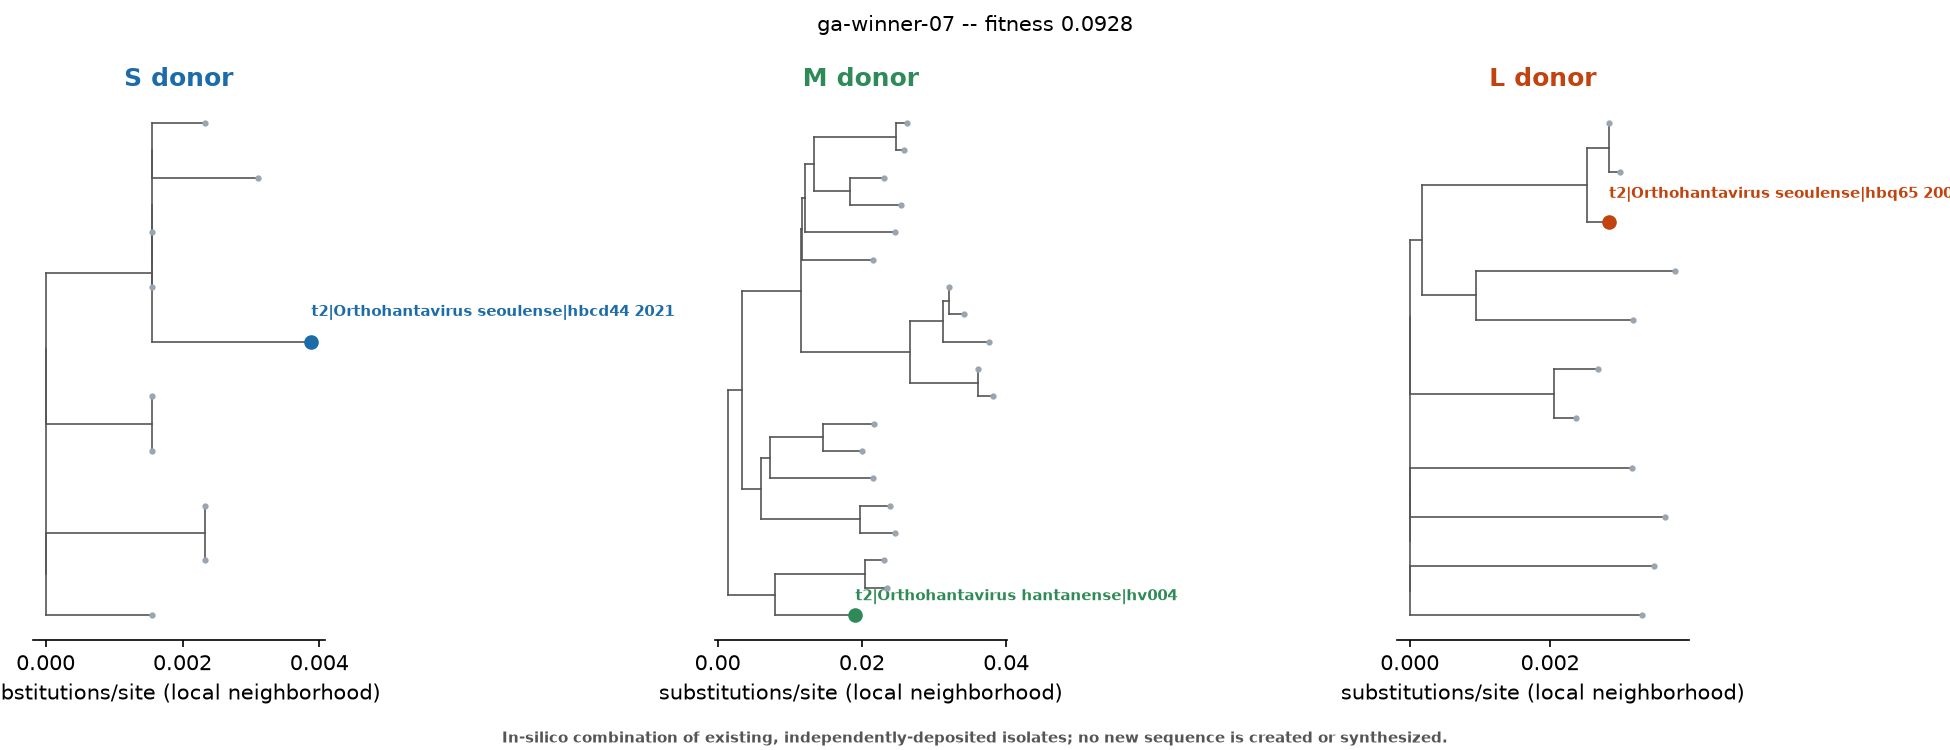 ga-winner-07 -- fitness 0.0928
S donor
M donor
L donor
t2|Orthohantavirus seoulense|hbq65 200
t2|Orthohantavirus seoulense|hbcd44 2021
t2|Orthohantavirus hantanense|hv004
0.000 0.002 0.004
0.00 0.02 0.04
0.000 0.002
bstitutions/site (local neighborhood)
substitutions/site (local neighborhood)
substitutions/site (local neighborhood)
In-silico combination of existing, independently-deposited isolates; no new sequence is created or synthesized.